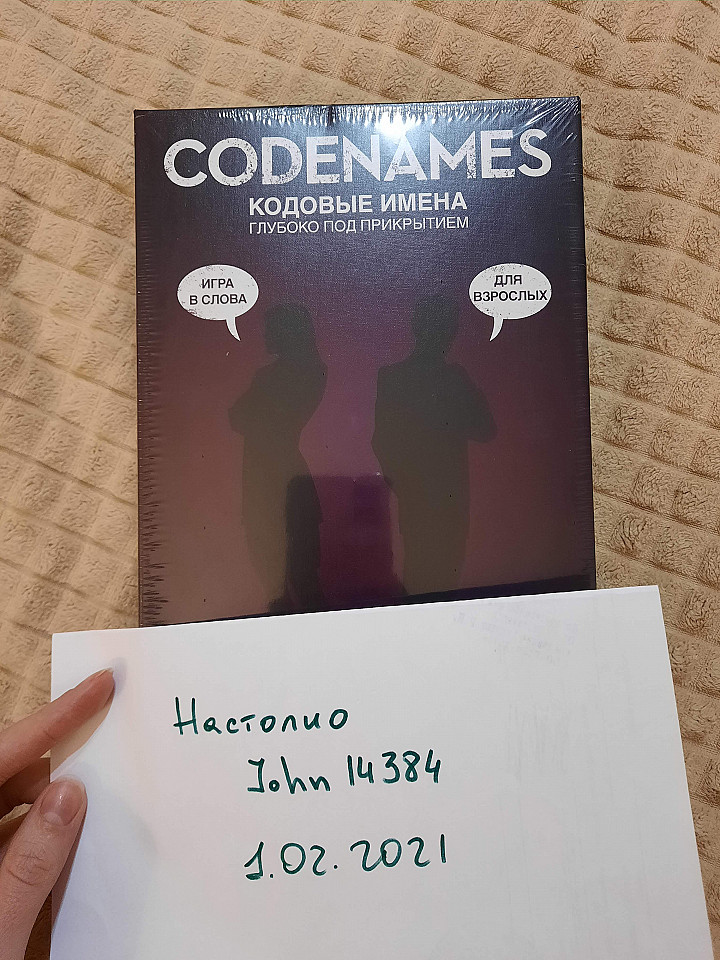 CODENAMES
КОДОВЫЕ ИМЕНА
ГЛУБОКО ПОД ПРИКРЫТИЕМ
ИГРА
В СЛОВА
ДЛЯ
ВЗРОСЛЫХ
Настолио
John 14384
1.02.2021